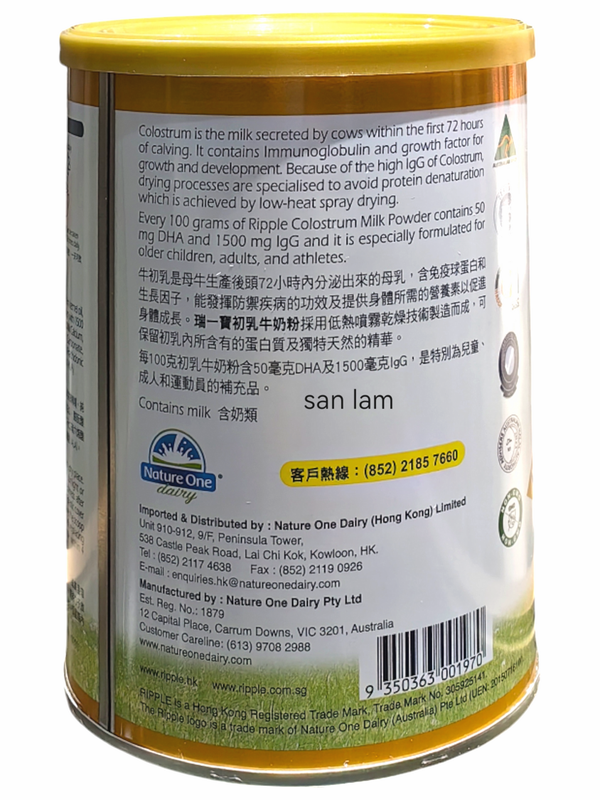 Colostrum is the milk secreted by cows within the first 72 hours
of calving. It contains Immunoglobulin and growth factor for
growth and development. Because of the high IgG of Colostrum,
drying processes are specialised to avoid protein denaturation
which is achieved by low-heat spray drying.
Every 100 grams of Ripple Colostrum Milk Powder contains 50
mg DHA and 1500 mg IgG and it is especially formulated for
older children, adults, and athletes.
牛初乳是母牛生產後頭72小時內分泌出來的母乳，含免疫球蛋白和
生長因子，能發揮防禦疾病的功效及提供身體所需的營養素以促進
身體成長。瑞一寶初乳牛奶粉採用低熱噴霧乾燥技術製造而成，可
保留初乳內所含有的蛋白質及獨特天然的精華。
每100克初乳牛奶粉含50毫克DHA及1500毫克IgG，是特別為兒童、
成人和運動員的補充品。
san lam
Contains milk 含奶類
Nature One
dairy
客戶熱線：(852) 2185 7660
Imported & Distributed by : Nature One Dairy (Hong Kong) Limited
Unit 910-912, 9/F, Peninsula Tower,
538 Castle Peak Road, Lai Chi Kok, Kowloon, HK.
Tel : (852) 2117 4638 Fax : (852) 2119 0926
E-mail : enquiries.hk@natureonedairy.com
Manufactured by : Nature One Dairy Pty Ltd
Est. Reg. No.: 1879
12 Capital Place, Carrum Downs, VIC 3201, Australia
Customer Careline: (613) 9708 2988
www.natureonedairy.com
www.ripple.hk www.ripple.com.sg
9 350363 001970
RIPPLE is a Hong Kong Registered Trade Mark, Trade Mark No. 305925141.
The Ripple logo is a trade mark of Nature One Dairy (Australia) Pte Ltd (UEN: